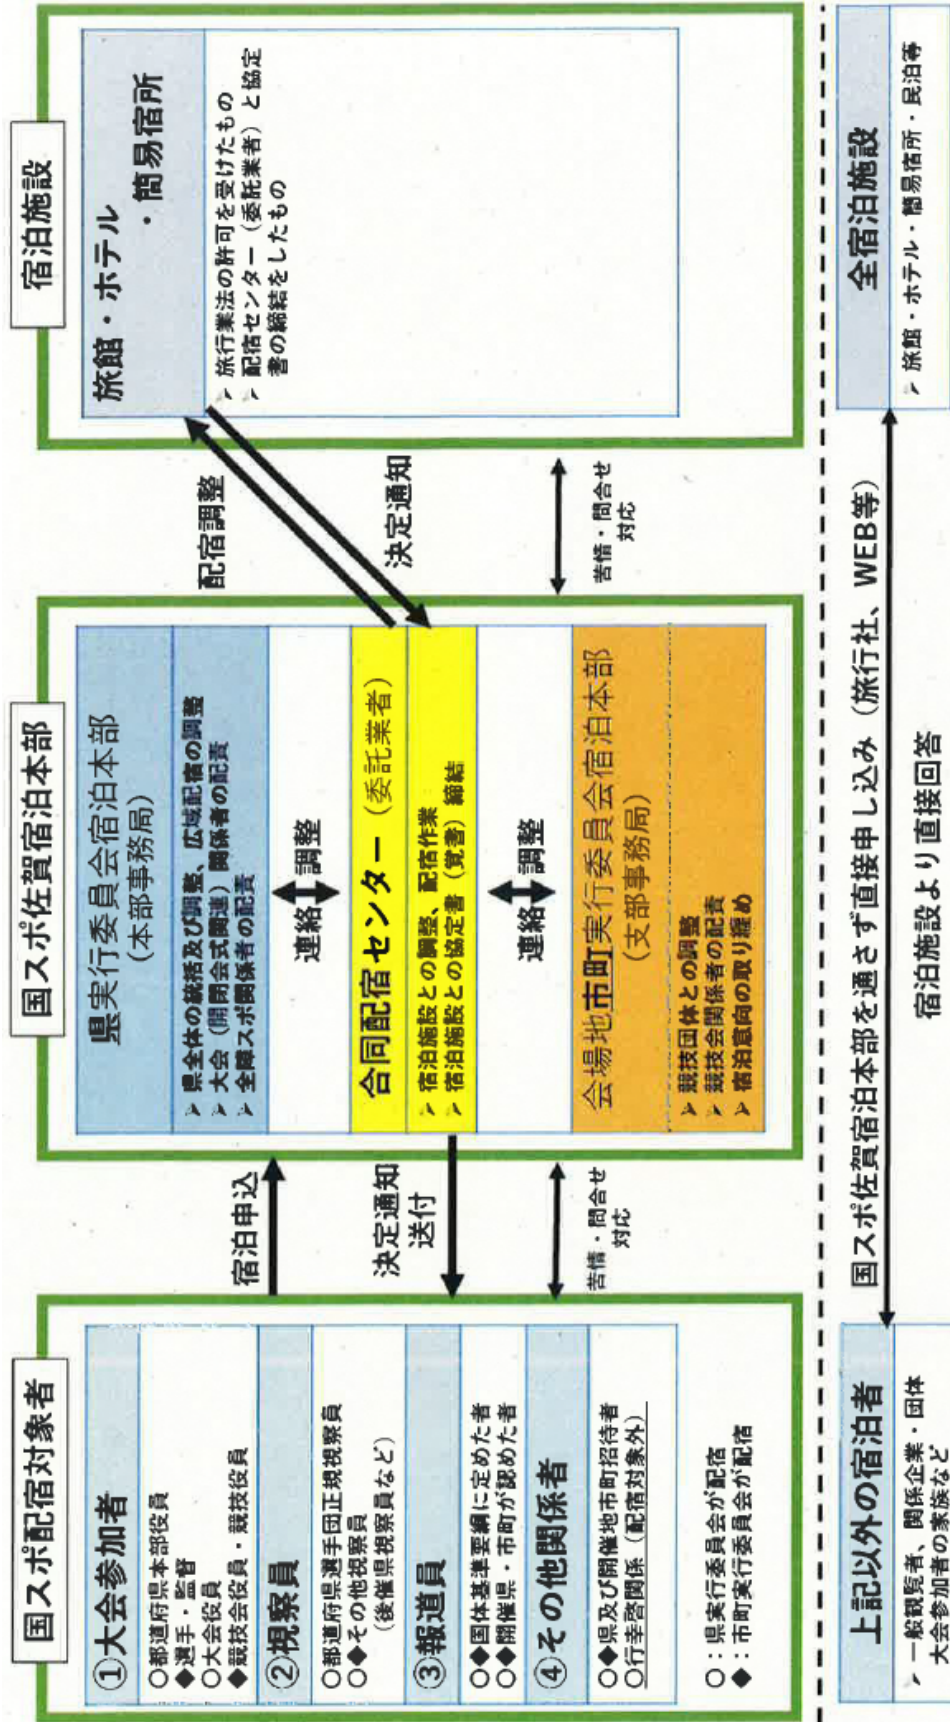 国スポ配宿対象者
①大会参加者
○都道府県本部役員
◆選手・監督
○大会役員
◆競技会役員・競技役員
②視察員
○都道府県選手団正規視察員
○◆その他視察員
(後催県視察員など)
③報道員
○◆国体基準要綱に定めた者
○◆開催県・市町が認めた者
④その他関係者
○◆県及び開催地市町招待者
○行幸啓関係(配宿対象外)
○:県実行委員会が配宿
◆:市町実行委員会が配宿
宿泊申込
決定通知
送付
苦情・問合せ
対応
国スポ佐賀宿泊本部
県実行委員会宿泊本部
(本部事務局)
➢ 県全体の統括及び調整、広域配宿の調整
➢ 大会(開閉会式関連)関係者の配責
➢ 全障スポ関係者の配責
連絡 調整
合同配宿センター(委託業者)
➢ 宿泊施設との調整、配宿作業
➢ 宿泊施設との協定書(覚書)締結
連絡 調整
会場地市町実行委員会宿泊本部
(支部事務局)
➢ 競技団体との調整
➢ 競技会関係者の配責
➢ 宿泊意向の取り纏め
配宿調整
決定通知
苦情・問合せ
対応
宿泊施設
旅館・ホテル
・簡易宿所
➢ 旅行業法の許可を受けたもの
➢ 配宿センター(委託業者)と協定
書の締結をしたもの
上記以外の宿泊者
➢ 一般観覧者、関係企業・団体
大会参加者の家族など
国スポ佐賀宿泊本部を通さず直接申し込み(旅行社、WEB等)
宿泊施設より直接回答
全宿泊施設
➢ 旅館・ホテル・簡易宿所・民泊等